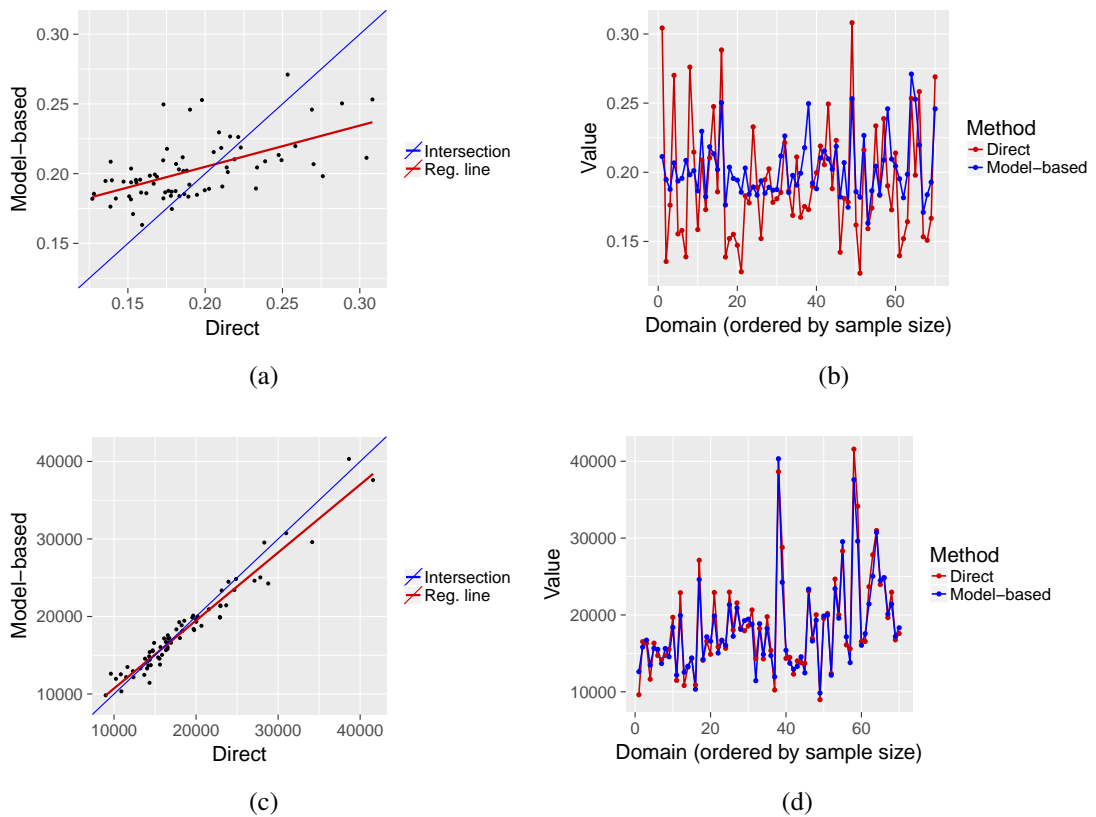 0.30
0.25
0.20
0.15
Model−based
0.15 0.20 0.25 0.30
Direct
Intersection
Reg. line
(a)
0.30
0.25
0.20
0.15
Value
0 20 40 60
Domain (ordered by sample size)
Method
Direct
Model−based
(b)
40000
30000
20000
10000
Model−based
10000 20000 30000 40000
Direct
Intersection
Reg. line
(c)
40000
30000
20000
10000
Value
0 20 40 60
Domain (ordered by sample size)
Method
Direct
Model−based
(d)